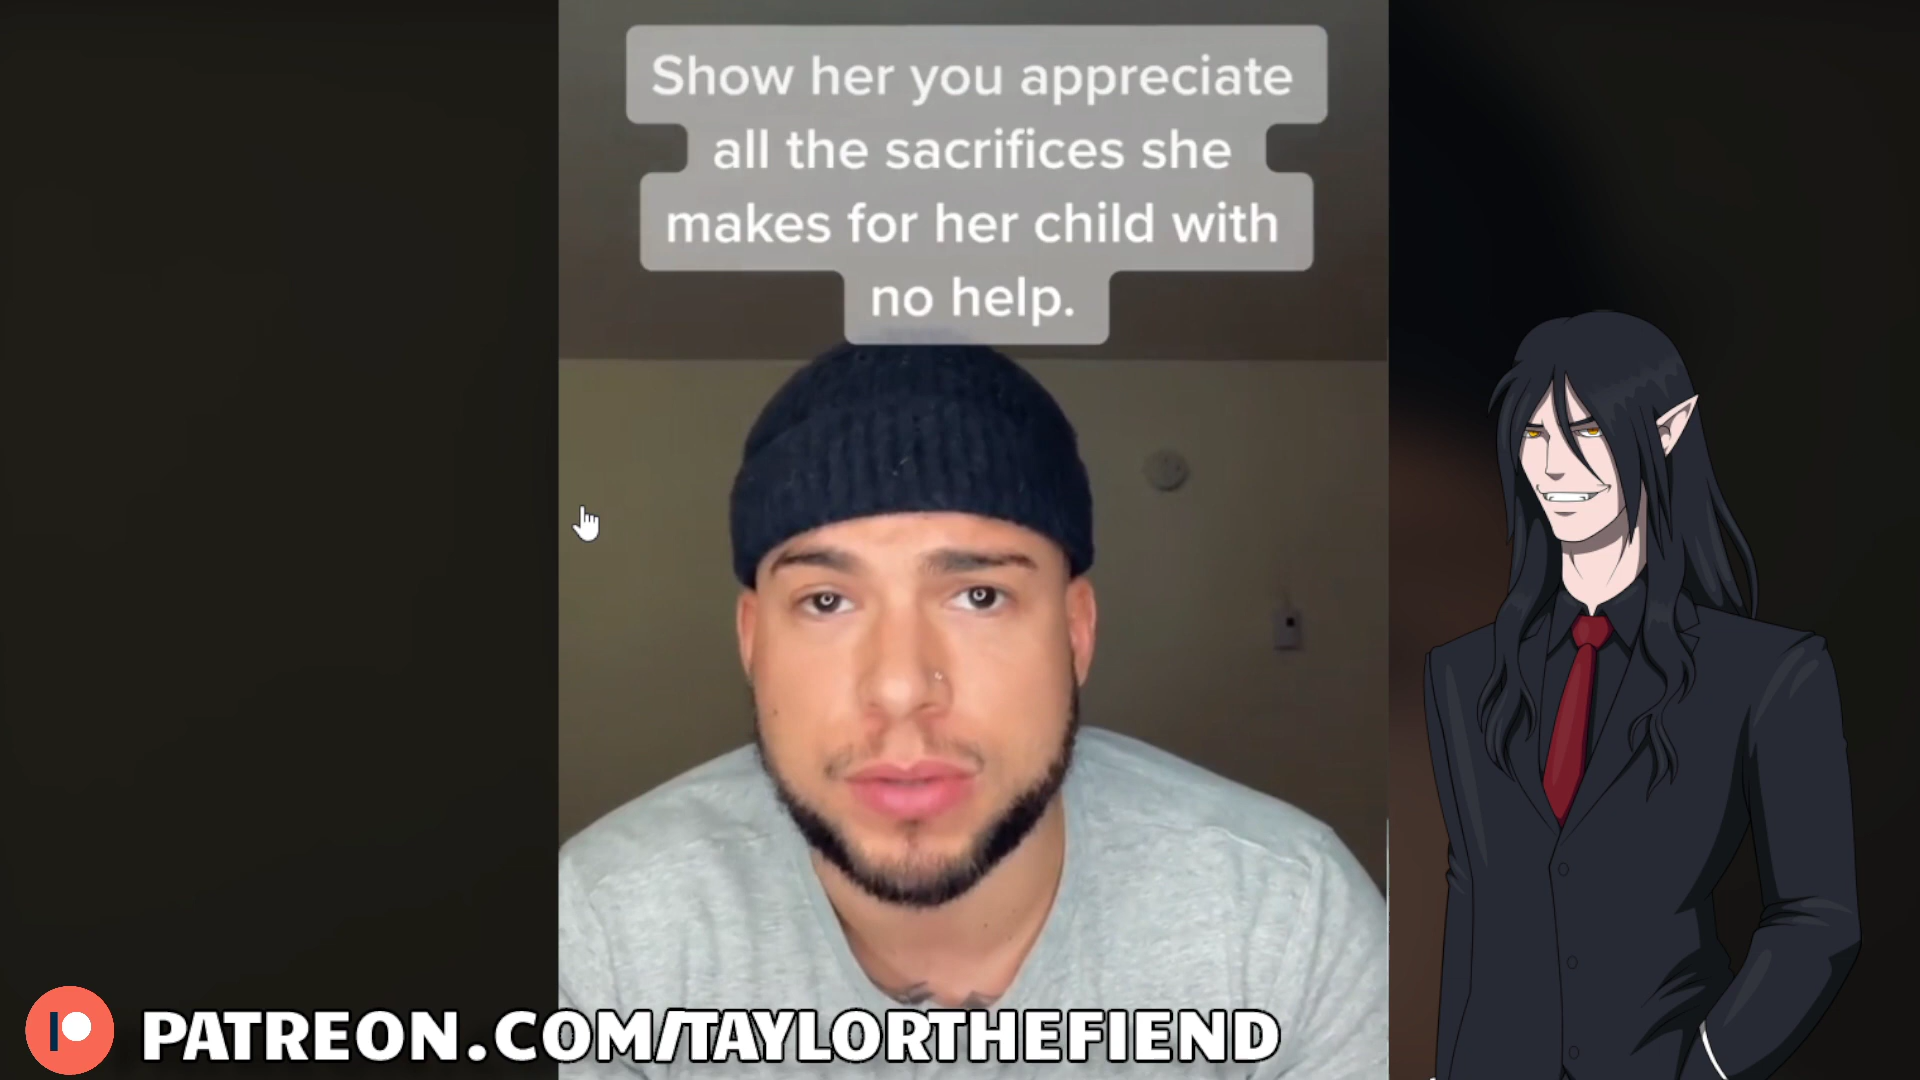 Show her you appreciate
all the sacrifices she
makes for her child with
no help.
PATREON.COM/TAYLORTHEFIEND